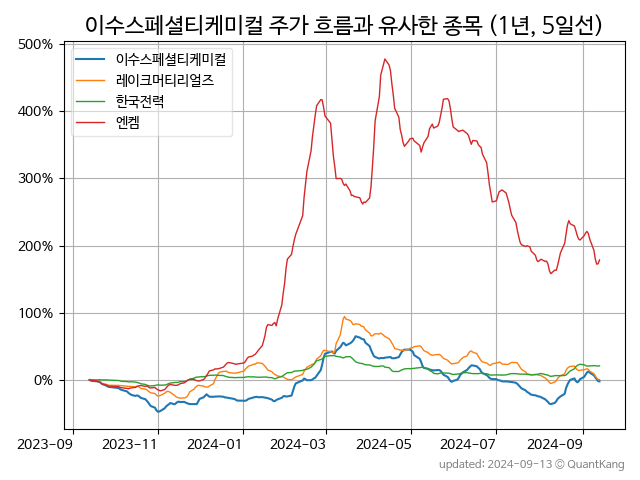 이수스페셜티케미컬 주가 흐름과 유사한 종목 (1년, 5일선)
500%
400%
300%
200%
100%
0%
이수스페셜티케미컬
레이크머티리얼즈
한국전력
엔켐
2023-09
2023-11
2024-01
2024-03
2024-05
2024-07
2024-09
updated: 2024-09-13 © QuantKang